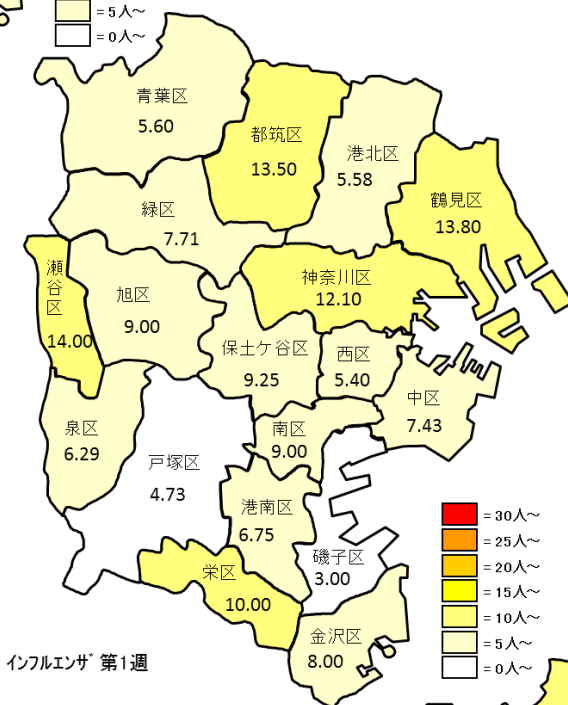 = 5人～
= 0人～
青葉区
5.60
都筑区
13.50
港北区
5.58
鶴見区
13.80
緑区
7.71
瀬谷区
14.00
旭区
9.00
神奈川区
12.10
保土ケ谷区
9.25
西区
5.40
中区
7.43
泉区
6.29
戸塚区
4.73
南区
9.00
港南区
6.75
磯子区
3.00
栄区
10.00
金沢区
8.00
= 30人～
= 25人～
= 20人～
= 15人～
= 10人～
= 5人～
= 0人～
インフルエンザ 第1週